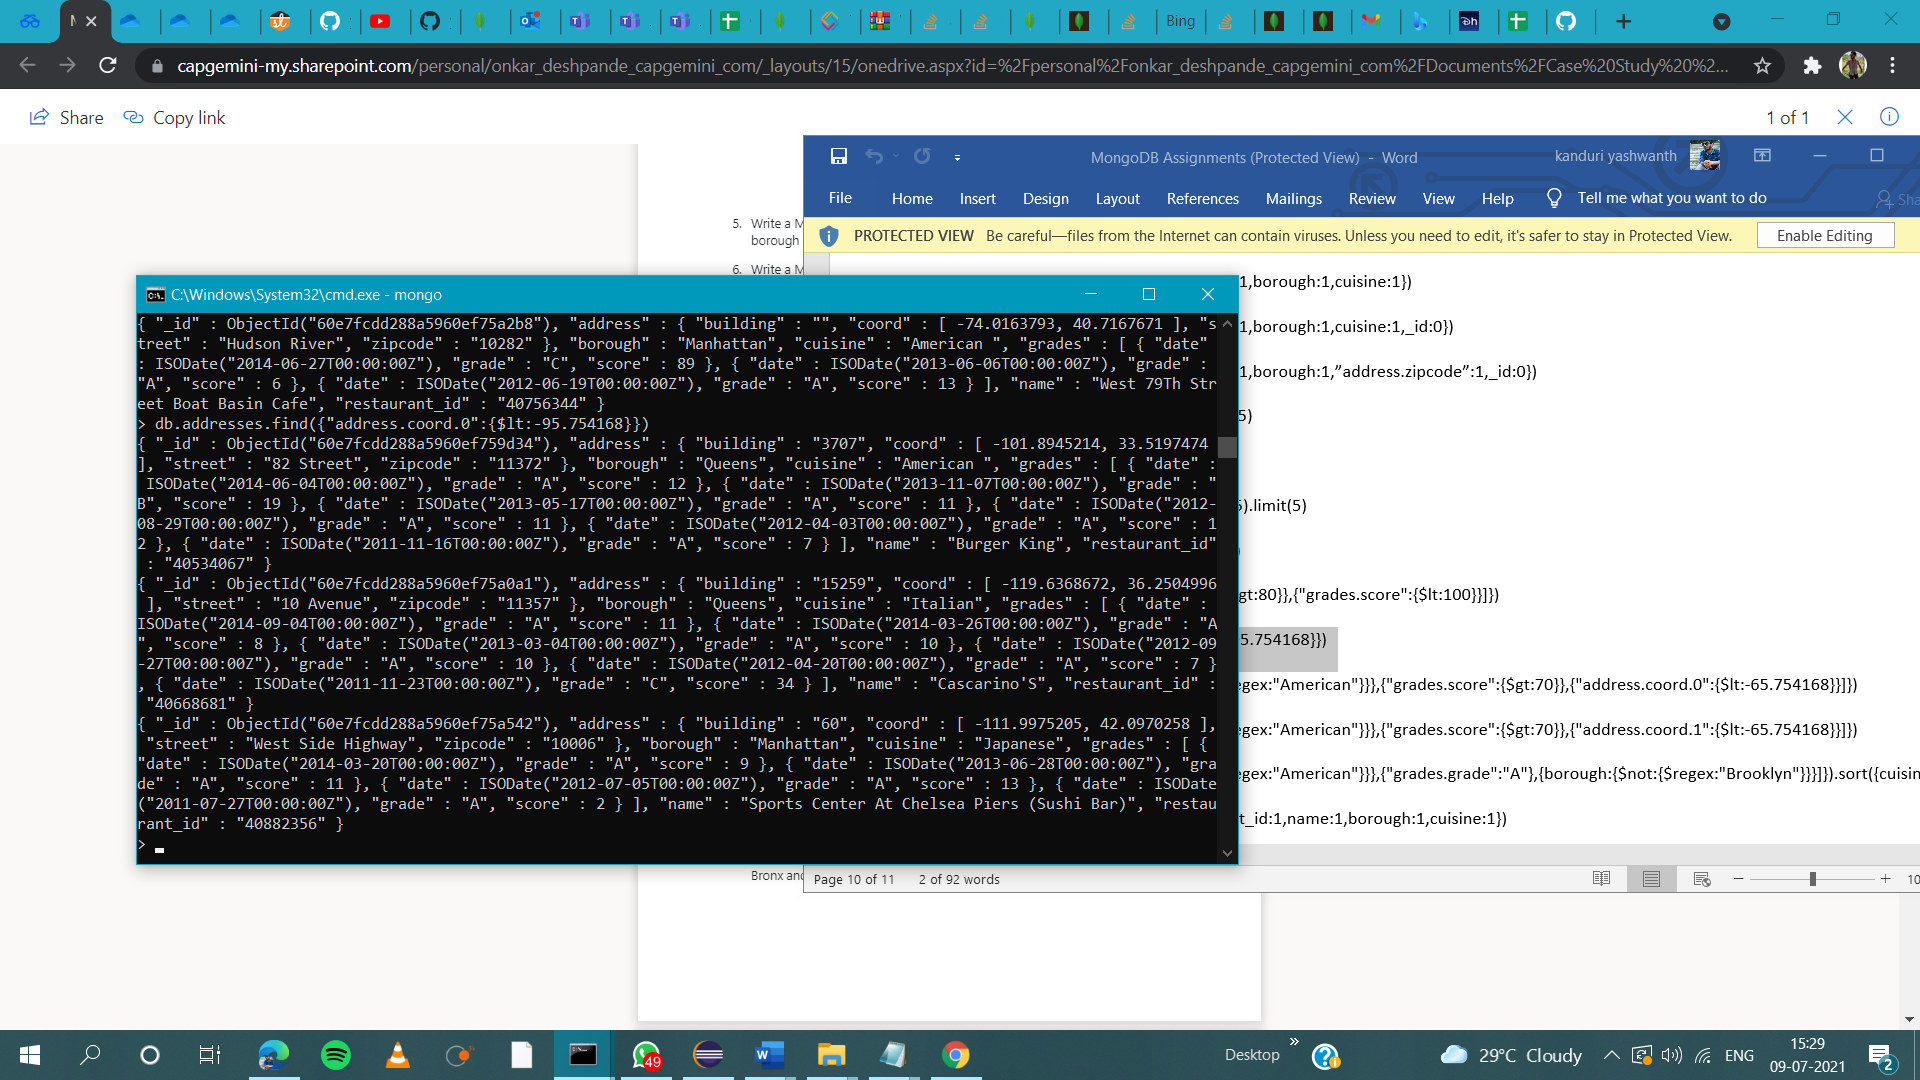 Bing
capgemini-my.sharepoint.com/personal/onkar_deshpande_capgemini_com/_layouts/15/onedrive.aspx?id=%2Fpersonal%2Fonkar_deshpande_capgemini_com%2FDocuments%2FCase%20Study%20%2...
Share
Copy link
1 of 1
MongoDB Assignments (Protected View) - Word
kanduri yashwanth
File
Home
Insert
Design
Layout
References
Mailings
Review
View
Help
Tell me what you want to do
Sha
PROTECTED VIEW Be careful—files from the Internet can contain viruses. Unless you need to edit, it's safer to stay in Protected View.
Enable Editing
5. Write a M
borough
6. Write a M
C:\Windows\System32\cmd.exe - mongo
{ "_id" : ObjectId("60e7fcdd288a5960ef75a2b8"), "address" : { "building" : "", "coord" : [ -74.0163793, 40.7167671 ], "s
treet" : "Hudson River", "zipcode" : "10282" }, "borough" : "Manhattan", "cuisine" : "American ", "grades" : [ { "date"
: ISODate("2014-06-27T00:00:00Z"), "grade" : "C", "score" : 89 }, { "date" : ISODate("2013-06-06T00:00:00Z"), "grade" :
"A", "score" : 6 }, { "date" : ISODate("2012-06-19T00:00:00Z"), "grade" : "A", "score" : 13 } ], "name" : "West 79Th Str
eet Boat Basin Cafe", "restaurant_id" : "40756344" }
> db.addresses.find({"address.coord.0":{$lt:-95.754168}})
{ "_id" : ObjectId("60e7fcdd288a5960ef759d34"), "address" : { "building" : "3707", "coord" : [ -101.8945214, 33.5197474
], "street" : "82 Street", "zipcode" : "11372" }, "borough" : "Queens", "cuisine" : "American ", "grades" : [ { "date" :
 ISODate("2014-06-04T00:00:00Z"), "grade" : "A", "score" : 12 }, { "date" : ISODate("2013-11-07T00:00:00Z"), "grade" : "
B", "score" : 19 }, { "date" : ISODate("2013-05-17T00:00:00Z"), "grade" : "A", "score" : 11 }, { "date" : ISODate("2012-
08-29T00:00:00Z"), "grade" : "A", "score" : 11 }, { "date" : ISODate("2012-04-03T00:00:00Z"), "grade" : "A", "score" : 1
2 }, { "date" : ISODate("2011-11-16T00:00:00Z"), "grade" : "A", "score" : 7 } ], "name" : "Burger King", "restaurant_id"
 : "40534067" }
{ "_id" : ObjectId("60e7fcdd288a5960ef75a0a1"), "address" : { "building" : "15259", "coord" : [ -119.6368672, 36.2504996
 ], "street" : "10 Avenue", "zipcode" : "11357" }, "borough" : "Queens", "cuisine" : "Italian", "grades" : [ { "date" :
ISODate("2014-09-04T00:00:00Z"), "grade" : "A", "score" : 11 }, { "date" : ISODate("2014-03-26T00:00:00Z"), "grade" : "A
", "score" : 8 }, { "date" : ISODate("2013-03-04T00:00:00Z"), "grade" : "A", "score" : 10 }, { "date" : ISODate("2012-09
-27T00:00:00Z"), "grade" : "A", "score" : 10 }, { "date" : ISODate("2012-04-20T00:00:00Z"), "grade" : "A", "score" : 7 }
, { "date" : ISODate("2011-11-23T00:00:00Z"), "grade" : "C", "score" : 34 } ], "name" : "Cascarino'S", "restaurant_id" :
 "40668681" }
{ "_id" : ObjectId("60e7fcdd288a5960ef75a542"), "address" : { "building" : "60", "coord" : [ -111.9975205, 42.0970258 ],
 "street" : "West Side Highway", "zipcode" : "10006" }, "borough" : "Manhattan", "cuisine" : "Japanese", "grades" : [ {
"date" : ISODate("2014-03-20T00:00:00Z"), "grade" : "A", "score" : 9 }, { "date" : ISODate("2013-06-28T00:00:00Z"), "gra
de" : "A", "score" : 11 }, { "date" : ISODate("2012-07-05T00:00:00Z"), "grade" : "A", "score" : 13 }, { "date" : ISODate
("2011-07-27T00:00:00Z"), "grade" : "A", "score" : 2 } ], "name" : "Sports Center At Chelsea Piers (Sushi Bar)", "restau
rant_id" : "40882356" }
>
1,borough:1,cuisine:1})
1,borough:1,cuisine:1,_id:0})
1,borough:1,”address.zipcode”:1,_id:0})
5)
5).limit(5)
)
gt:80}},{"grades.score":{$lt:100}}]})
5.754168}})
egex:"American"}}},{"grades.score":{$gt:70}},{"address.coord.0":{$lt:-65.754168}}]})
egex:"American"}}},{"grades.score":{$gt:70}},{"address.coord.1":{$lt:-65.754168}}]})
egex:"American"}}},{"grades.grade":"A"},{borough:{$not:{$regex:"Brooklyn"}}}]}).sort({cuisin
t_id:1,name:1,borough:1,cuisine:1})
Bronx and
Page 10 of 11
2 of 92 words
10
49
Desktop
»
29°C Cloudy
ENG
15:29
09-07-2021
2